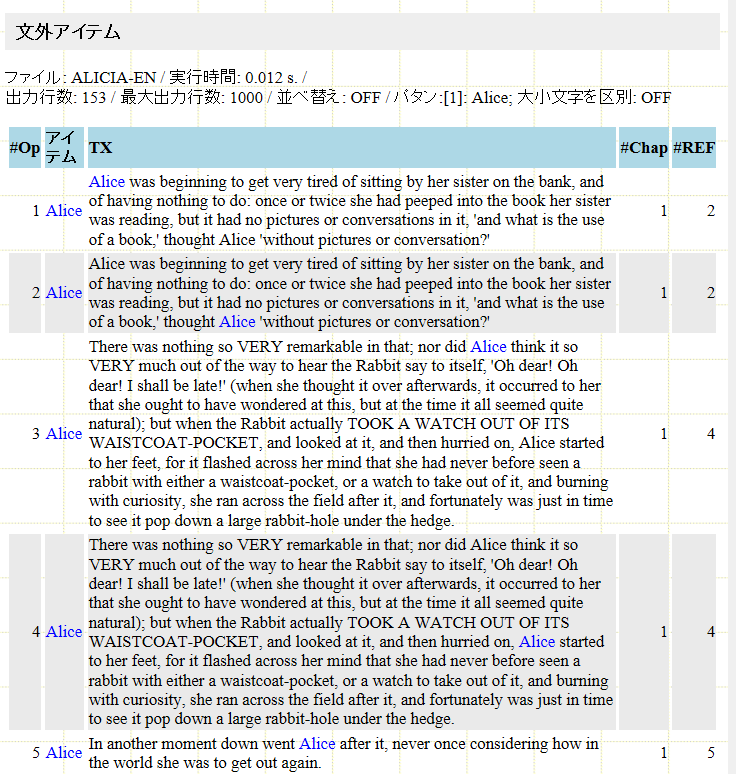 文外アイテム
ファイル: ALICIA-EN / 実行時間: 0.012 s. /
出力行数: 153 / 最大出力行数: 1000 / 並べ替え: OFF / パタン:[1]: Alice; 大小文字を区別: OFF
#Op アイテム TX #Chap #REF
1 Alice Alice was beginning to get very tired of sitting by her sister on the bank, and
of having nothing to do: once or twice she had peeped into the book her sister
was reading, but it had no pictures or conversations in it, 'and what is the use
of a book,' thought Alice 'without pictures or conversation?' 1 2
2 Alice Alice was beginning to get very tired of sitting by her sister on the bank, and
of having nothing to do: once or twice she had peeped into the book her sister
was reading, but it had no pictures or conversations in it, 'and what is the use
of a book,' thought Alice 'without pictures or conversation?' 1 2
3 Alice There was nothing so VERY remarkable in that; nor did Alice think it so
VERY much out of the way to hear the Rabbit say to itself, 'Oh dear! Oh
dear! I shall be late!' (when she thought it over afterwards, it occurred to her
that she ought to have wondered at this, but at the time it all seemed quite
natural); but when the Rabbit actually TOOK A WATCH OUT OF ITS
WAISTCOAT-POCKET, and looked at it, and then hurried on, Alice started
to her feet, for it flashed across her mind that she had never before seen a
rabbit with either a waistcoat-pocket, or a watch to take out of it, and burning
with curiosity, she ran across the field after it, and fortunately was just in time
to see it pop down a large rabbit-hole under the hedge. 1 4
4 Alice There was nothing so VERY remarkable in that; nor did Alice think it so
VERY much out of the way to hear the Rabbit say to itself, 'Oh dear! Oh
dear! I shall be late!' (when she thought it over afterwards, it occurred to her
that she ought to have wondered at this, but at the time it all seemed quite
natural); but when the Rabbit actually TOOK A WATCH OUT OF ITS
WAISTCOAT-POCKET, and looked at it, and then hurried on, Alice started
to her feet, for it flashed across her mind that she had never before seen a
rabbit with either a waistcoat-pocket, or a watch to take out of it, and burning
with curiosity, she ran across the field after it, and fortunately was just in time
to see it pop down a large rabbit-hole under the hedge. 1 4
5 Alice In another moment down went Alice after it, never once considering how in
the world she was to get out again. 1 5